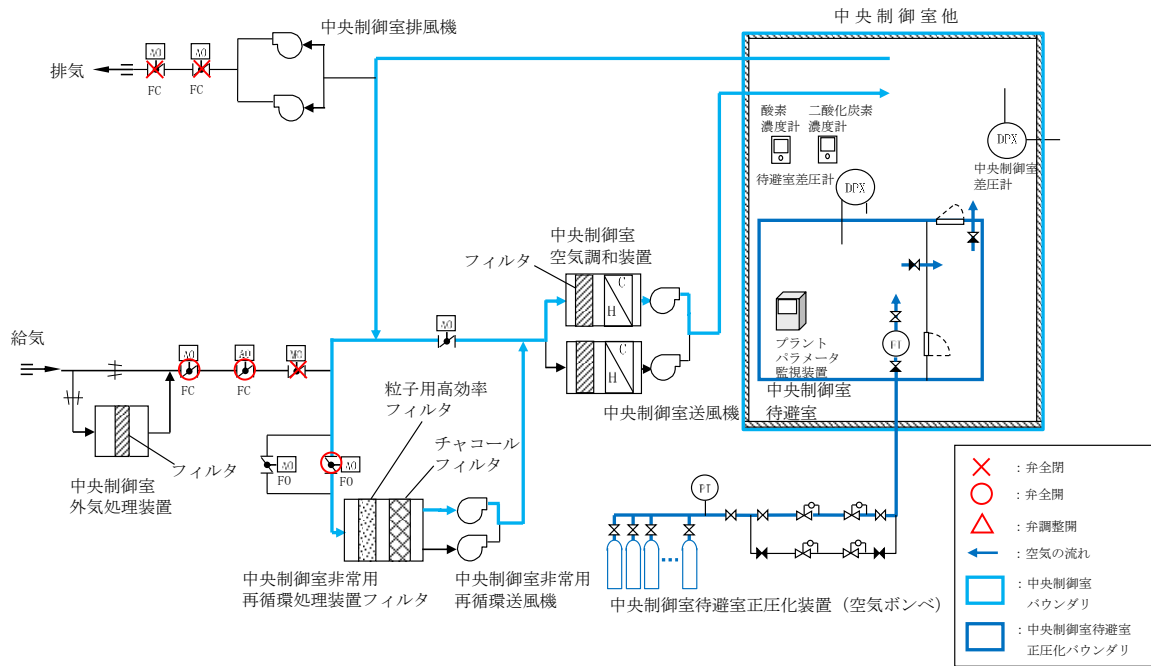 中央制御室排風機
中央制御室他
AO
AO
排気
FC
FC
酸素
濃度計
二酸化炭素
濃度計
DPX
中央制御室
差圧計
待避室差圧計
DPX
中央制御室
空気調和装置
フィルタ
C
H
プラント
パラメータ
監視装置
FT
C
H
中央制御室
待避室
中央制御室送風機
給気
AO
AO
AO
MO
FC
FC
粒子用高効率
フィルタ
チャコール
フィルタ
フィルタ
AO
FO
AO
FO
中央制御室
外気処理装置
PT
中央制御室非常用
再循環処理装置フィルタ
中央制御室非常用
再循環送風機
中央制御室待避室正圧化装置（空気ボンベ）
：弁全閉
：弁全開
：弁調整開
：空気の流れ
：中央制御室
バウンダリ
：中央制御室待避室
正圧化バウンダリ